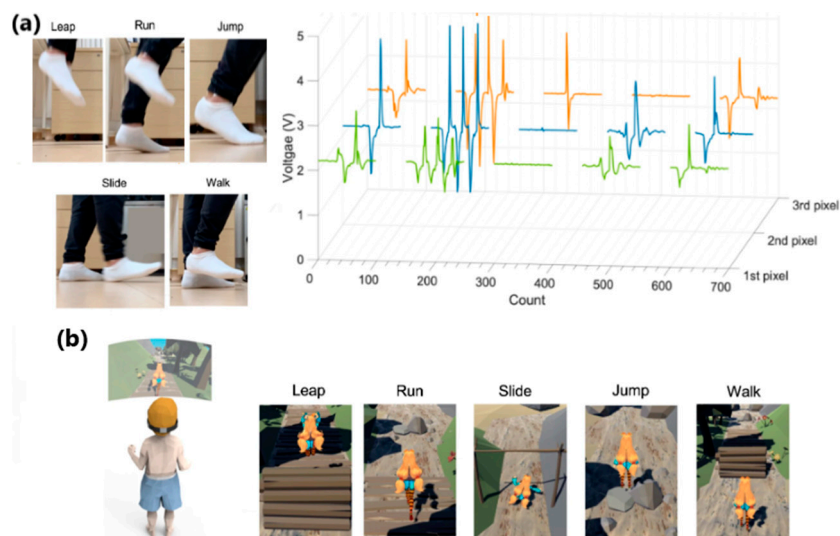 (a)
Leap Run Jump
Slide Walk
5
4
3
2
1
0
Voltgae (V)
0 100 200 300 400 500 600 700
Count
1st pixel
2nd pixel
3rd pixel
(b)
Leap Run Slide Jump Walk